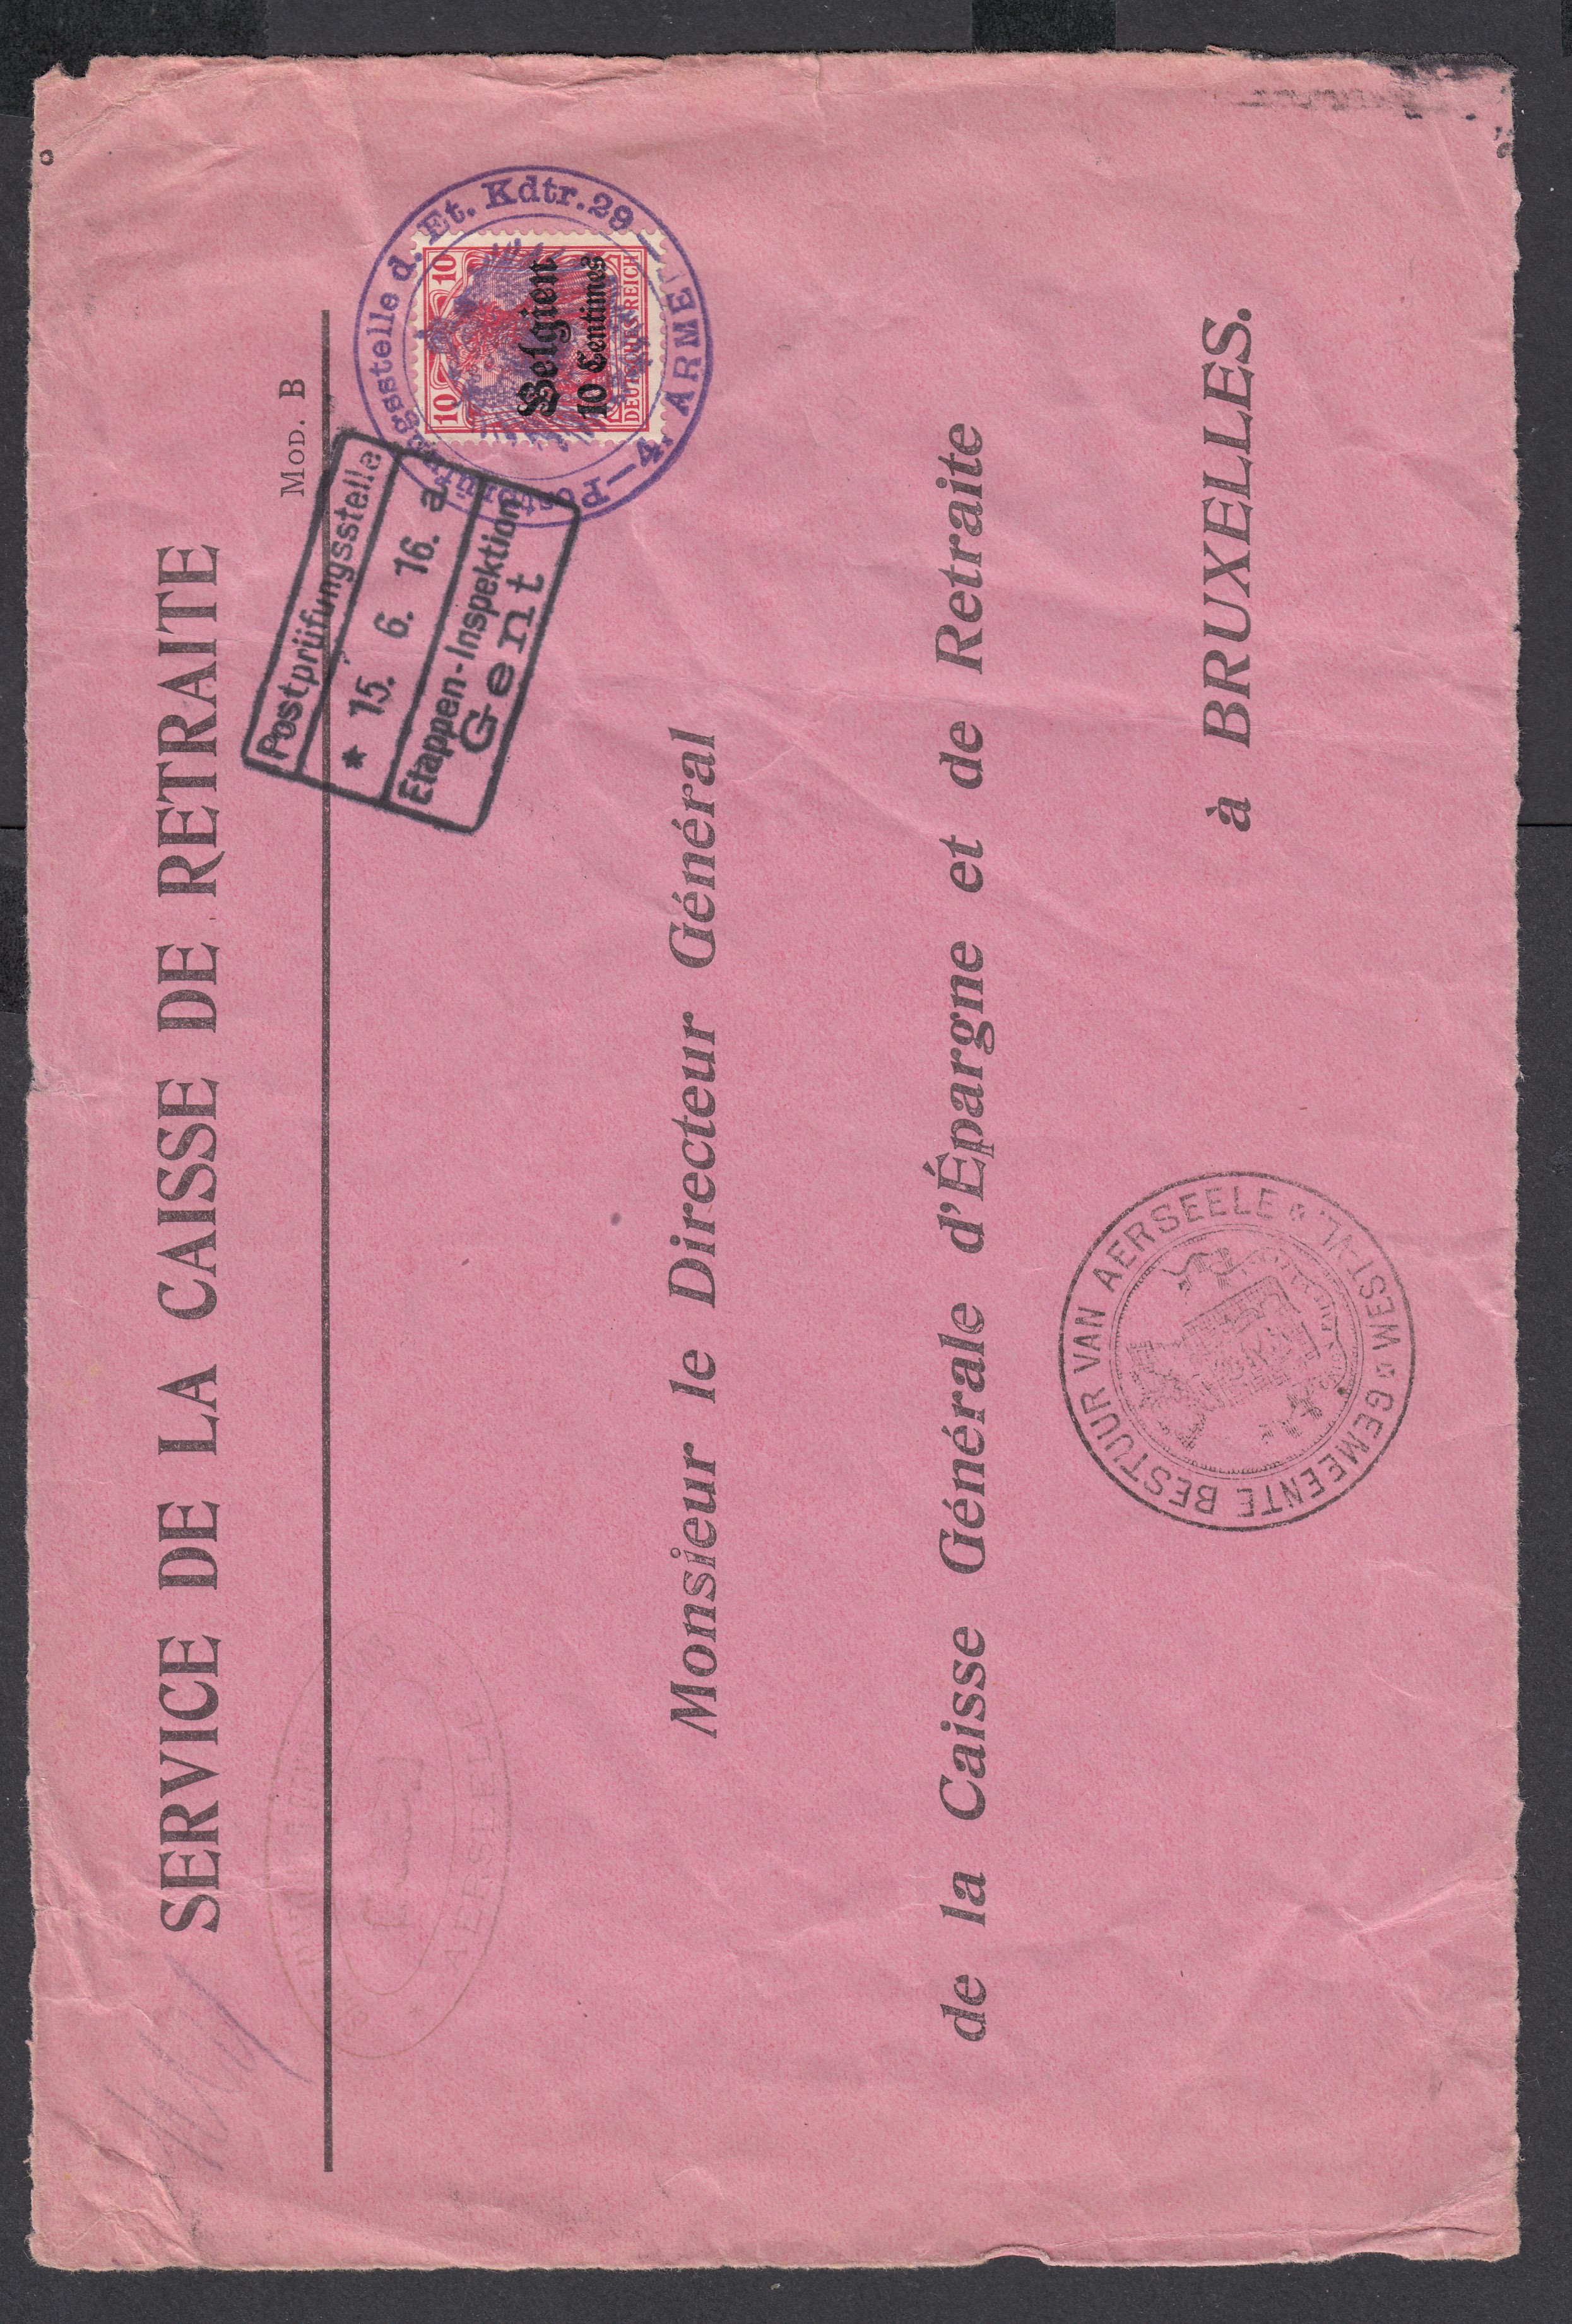 SERVICE DE LA CAISSE DE RETRAITE
MOD. B
Postprüfungsstelle d. Et. Kdtr. 29 — 4. ARMEE —
10 10
Belgien
10 Centimes
DEUTSCHES REICH
Postprüfungsstelle
* 15. 6. 16. a
Etappen-Inspektion
Gent
Monsieur le Directeur Général
de la Caisse Générale d'Épargne et de Retraite
à BRUXELLES.
GEMEENTE BESTUUR VAN AERSEELE WEST-VL.
* AERSEELE